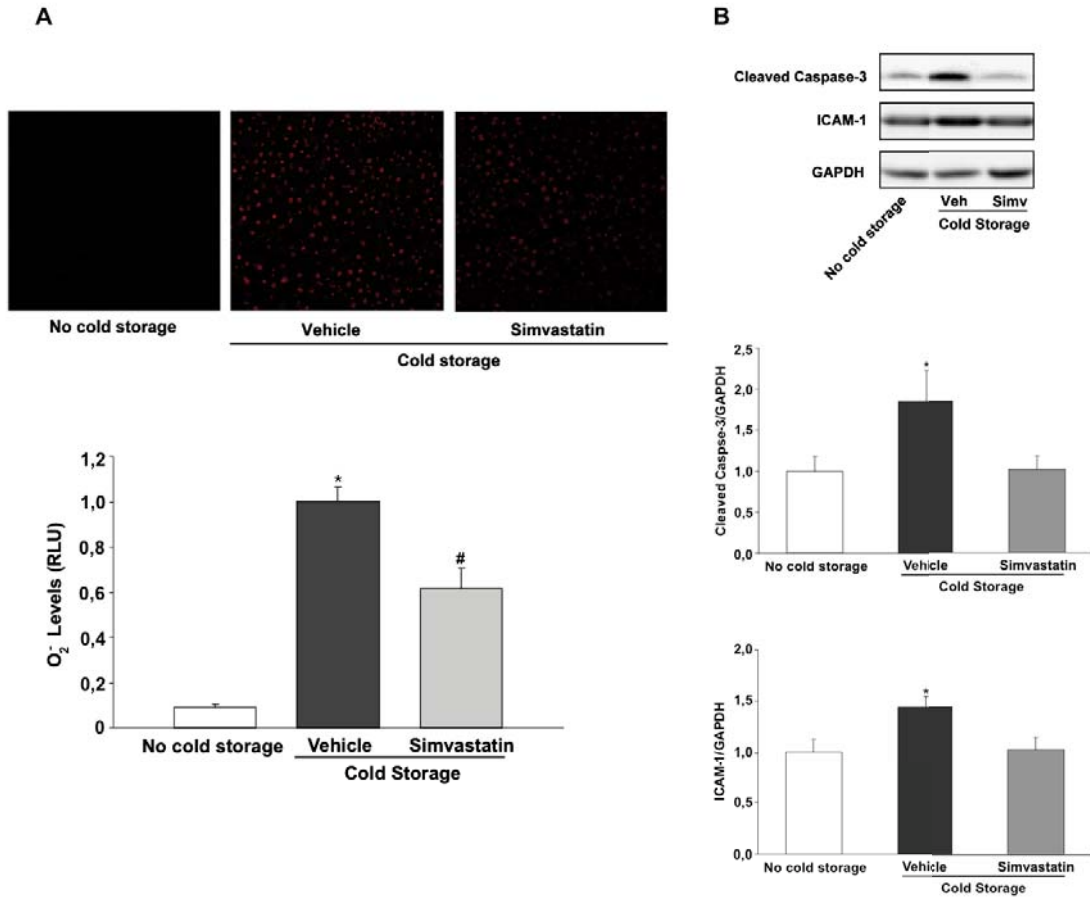 A
No cold storage
Vehicle
Simvastatin
Cold storage
O₂⁻ Levels (RLU)
1,2
1,0
0,8
0,6
0,4
0,2
0
*
#
No cold storage
Vehicle
Simvastatin
Cold Storage
B
Cleaved Caspase-3
ICAM-1
GAPDH
No cold storage
Veh
Simv
Cold Storage
Cleaved Caspse-3/GAPDH
2,5
2,0
1,5
1,0
0,5
0,0
*
No cold storage
Vehicle
Simvastatin
Cold Storage
ICAM-1/GAPDH
2,0
1,5
1,0
0,5
0,0
*
No cold storage
Vehicle
Simvastatin
Cold Storage